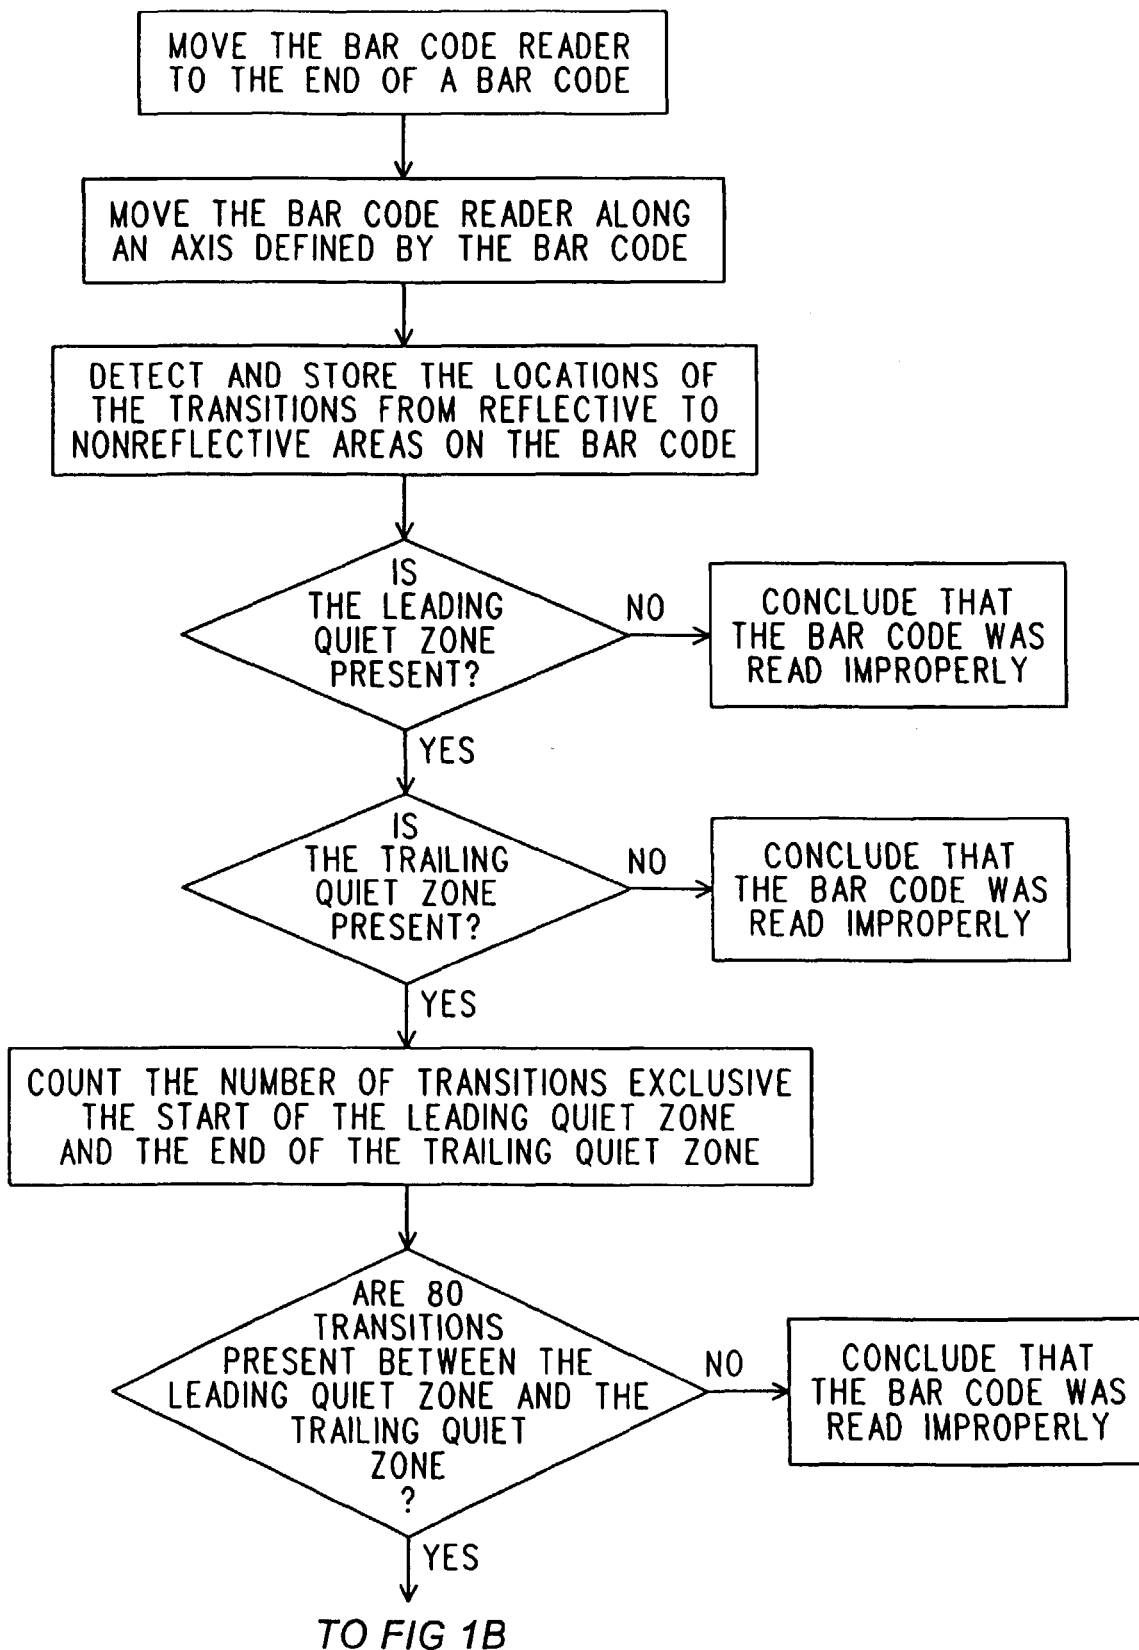 MOVE THE BAR CODE READER
TO THE END OF A BAR CODE
MOVE THE BAR CODE READER ALONG
AN AXIS DEFINED BY THE BAR CODE
DETECT AND STORE THE LOCATIONS OF
THE TRANSITIONS FROM REFLECTIVE TO
NONREFLECTIVE AREAS ON THE BAR CODE
IS
THE LEADING
QUIET ZONE
PRESENT?
NO
CONCLUDE THAT
THE BAR CODE WAS
READ IMPROPERLY
YES
IS
THE TRAILING
QUIET ZONE
PRESENT?
NO
CONCLUDE THAT
THE BAR CODE WAS
READ IMPROPERLY
YES
COUNT THE NUMBER OF TRANSITIONS EXCLUSIVE
THE START OF THE LEADING QUIET ZONE
AND THE END OF THE TRAILING QUIET ZONE
ARE 80
TRANSITIONS
PRESENT BETWEEN THE
LEADING QUIET ZONE AND THE
TRAILING QUIET
ZONE
?
NO
CONCLUDE THAT
THE BAR CODE WAS
READ IMPROPERLY
YES
TO FIG 1B